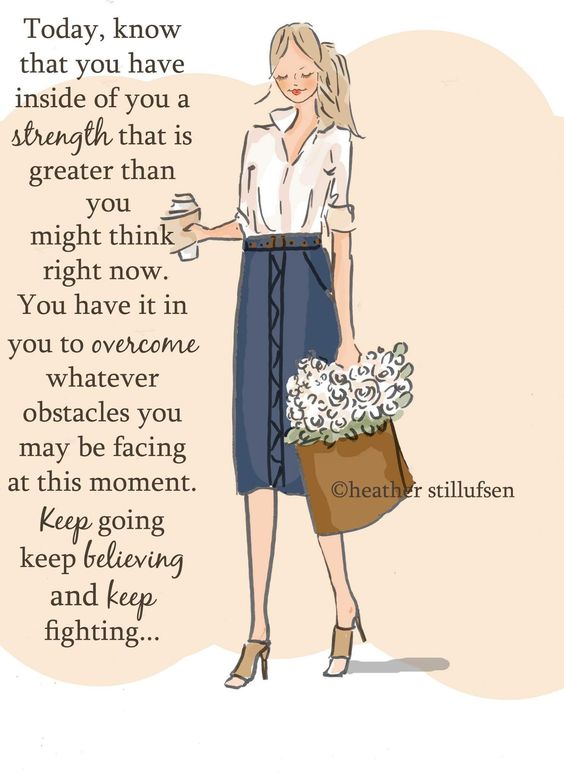 Today, know
that you have
inside of you a
strength that is
greater than
you
might think
right now.
You have it in
you to overcome
whatever
obstacles you
may be facing
at this moment.
Keep going
keep believing
and keep
fighting...
©heather stillufsen